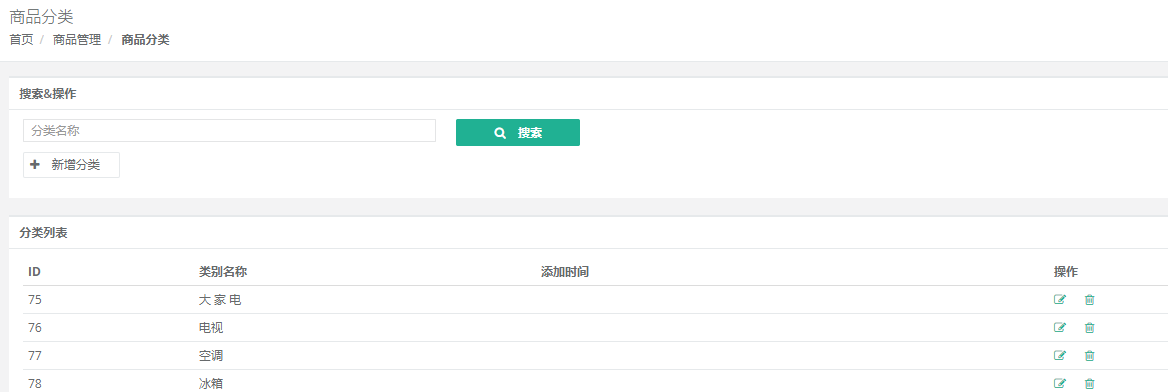 商品分类
首页 / 商品管理 / 商品分类
搜索&操作
分类名称 搜索
新增分类
分类列表
ID 类别名称 添加时间 操作
75 大 家 电
76 电视
77 空调
78 冰箱